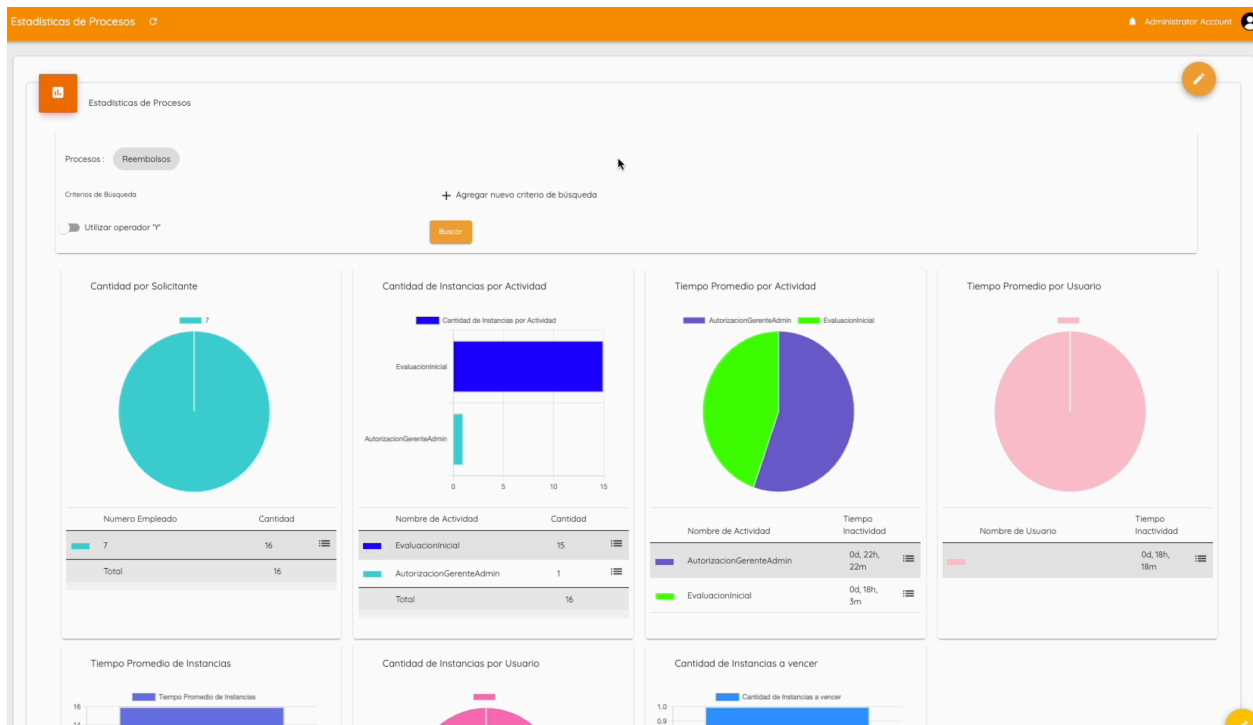 Estadísticas de Procesos
Administrator Account
Estadísticas de Procesos
Procesos : Reembolsos
Criterios de Búsqueda
Agregar nuevo criterio de búsqueda
Utilizar operador 'Y'
Buscar
Cantidad por Solicitante
7
Numero Empleado Cantidad
7 16
Total 16
Cantidad de Instancias por Actividad
Cantidad de Instancias por Actividad
EvaluacionInicial
AutorizacionGerenteAdmin
0 5 10 15
Nombre de Actividad Cantidad
EvaluacionInicial 15
AutorizacionGerenteAdmin 1
Total 16
Tiempo Promedio por Actividad
AutorizacionGerenteAdmin EvaluacionInicial
Nombre de Actividad Tiempo
Inactividad
AutorizacionGerenteAdmin 0d, 22h,
22m
EvaluacionInicial 0d, 18h,
3m
Tiempo Promedio por Usuario
Nombre de Usuario Tiempo
Inactividad
0d, 18h,
18m
Tiempo Promedio de Instancias
Tiempo Promedio de Instancias
16
14
Cantidad de Instancias por Usuario
Cantidad de Instancias a vencer
Cantidad de Instancias a vencer
1.0
0.9